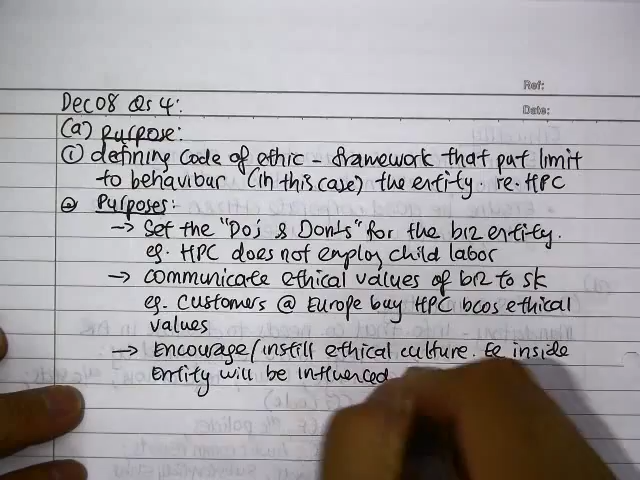 Ref:
Dec 08 Qs 4:
Date:
(a) purpose:
(i) defining code of ethic - framework that put limit
to behaviour (in this case) the entity. re. HPC
Purposes:
→ Set the "Do's & Donts" for the biz entity.
eg. HPC does not employ child labor
→ communicate ethical values of biz to sk
eg. Customers @ Europe buy HPC bcos ethical
values
→ Encourage/instill ethical culture. Ee inside
Entity will be influenced